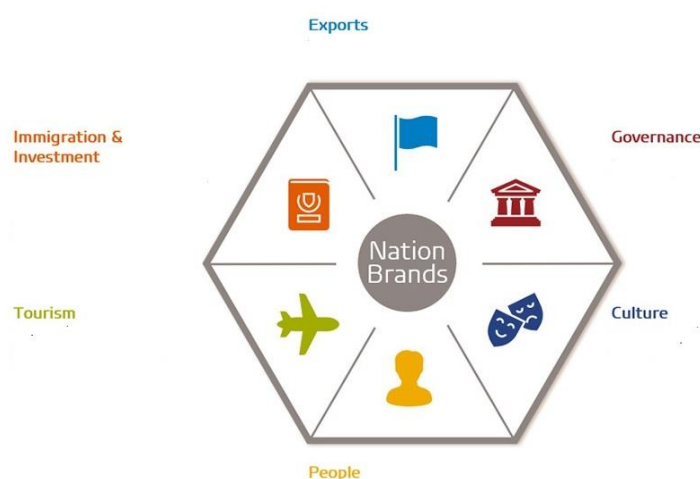 Exports
Immigration &
Investment
Governance
Nation
Brands
Tourism
Culture
People